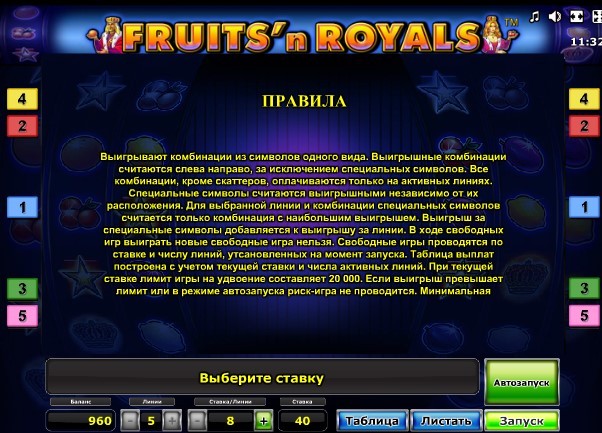 FRUITS'n ROYALS™
11:32
ПРАВИЛА
4
4
2
2
Выигрывают комбинации из символов одного вида. Выигрышные комбинации
считаются слева направо, за исключением специальных символов. Все
комбинации, кроме скаттеров, оплачиваются только на активных линиях.
Специальные символы считаются выигрышными независимо от их
расположения. Для выбранной линии и комбинации специальных символов
1
1
считается только комбинация с наибольшим выигрышем. Выигрыш за
специальные символы добавляется к выигрышу за линии. В ходе свободных
игр выиграть новые свободные игра нельзя. Свободные игры проводятся по
ставке и числу линий, утсановленных на момент запуска. Таблица выплат
построена с учетом текущей ставки и числа активных линий. При текущей
ставке лимит игры на удвоение составляет 20 000. Если выигрыш превышает
3
3
лимит или в режиме автозапуска риск-игра не проводится. Минимальная
5
5
Выберите ставку
Автозапуск
Баланс Линии Ставка/Линии Ставка
960 - 5 + - 8 + 40 Таблица Листать Запуск